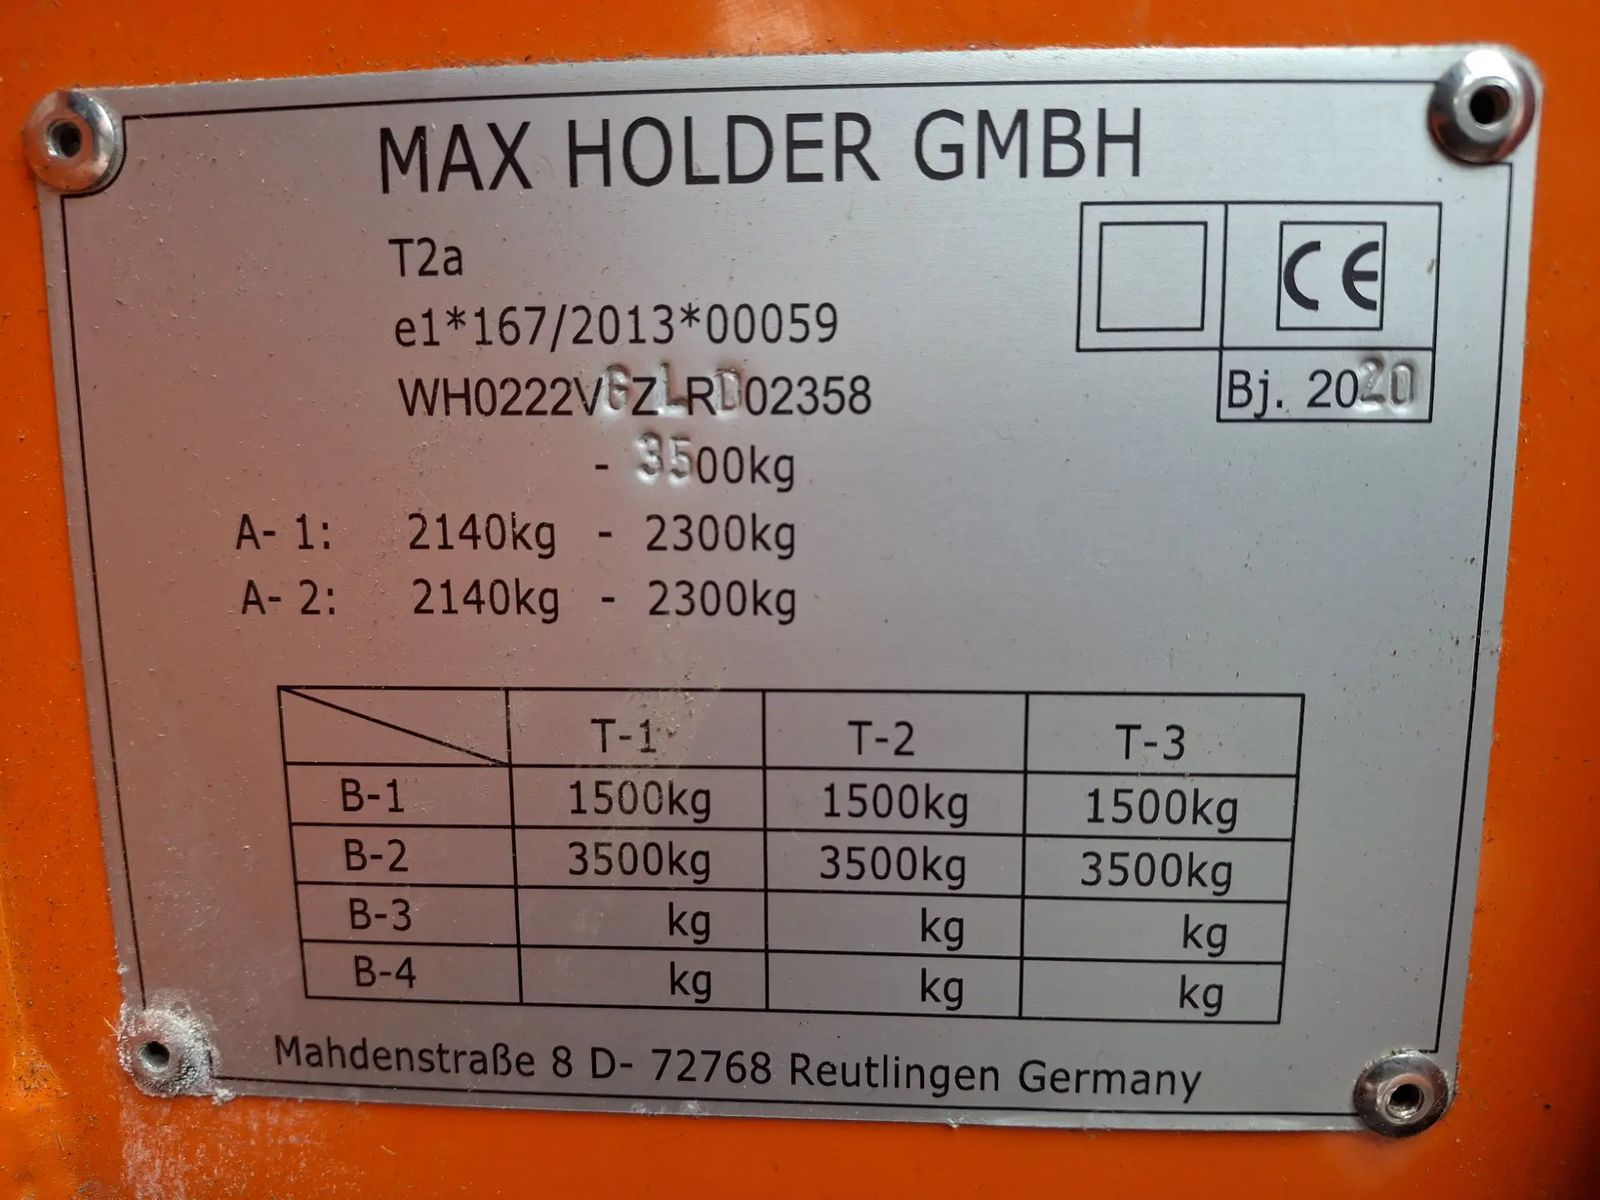 MAX HOLDER GMBH
T2a
e1*167/2013*00059
CE
WH0222VGZLRD02358
Bj. 2020
- 3500kg
A- 1: 2140kg - 2300kg
A- 2: 2140kg - 2300kg
T-1 T-2 T-3
B-1 1500kg 1500kg 1500kg
B-2 3500kg 3500kg 3500kg
B-3 kg kg kg
B-4 kg kg kg
Mahdenstraße 8 D- 72768 Reutlingen Germany